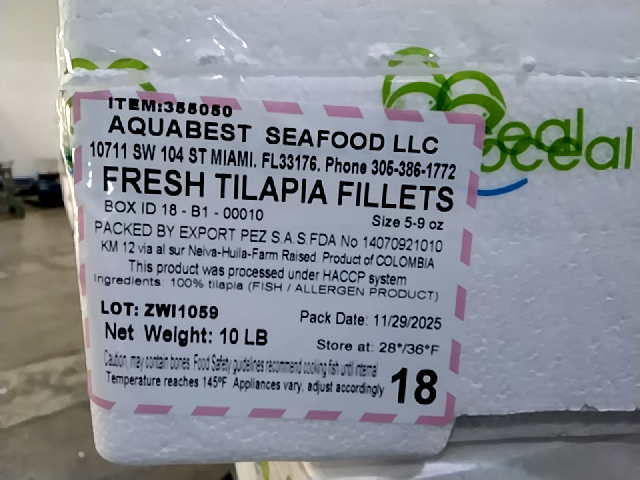 ITEM:355050
AQUABEST SEAFOOD LLC
10711 SW 104 ST MIAMI. FL33176. Phone 305-386-1772
FRESH TILAPIA FILLETS
BOX ID 18 - B1 - 00010
Size 5-9 oz
PACKED BY EXPORT PEZ S.A.S.FDA No 14070921010
KM 12 via al sur Neiva-Huila-Farm Raised. Product of COLOMBIA
This product was processed under HACCP system
Ingredients: 100% tilapia (FISH / ALLERGEN PRODUCT)
LOT: ZWI1059
Pack Date: 11/29/2025
Net Weight: 10 LB
Store at: 28°/36°F
Caution, may contain bones. Food Safety guidelines recommend cooking fish until internal
Temperature reaches 145ºF Appliances vary, adjust accordingly
18